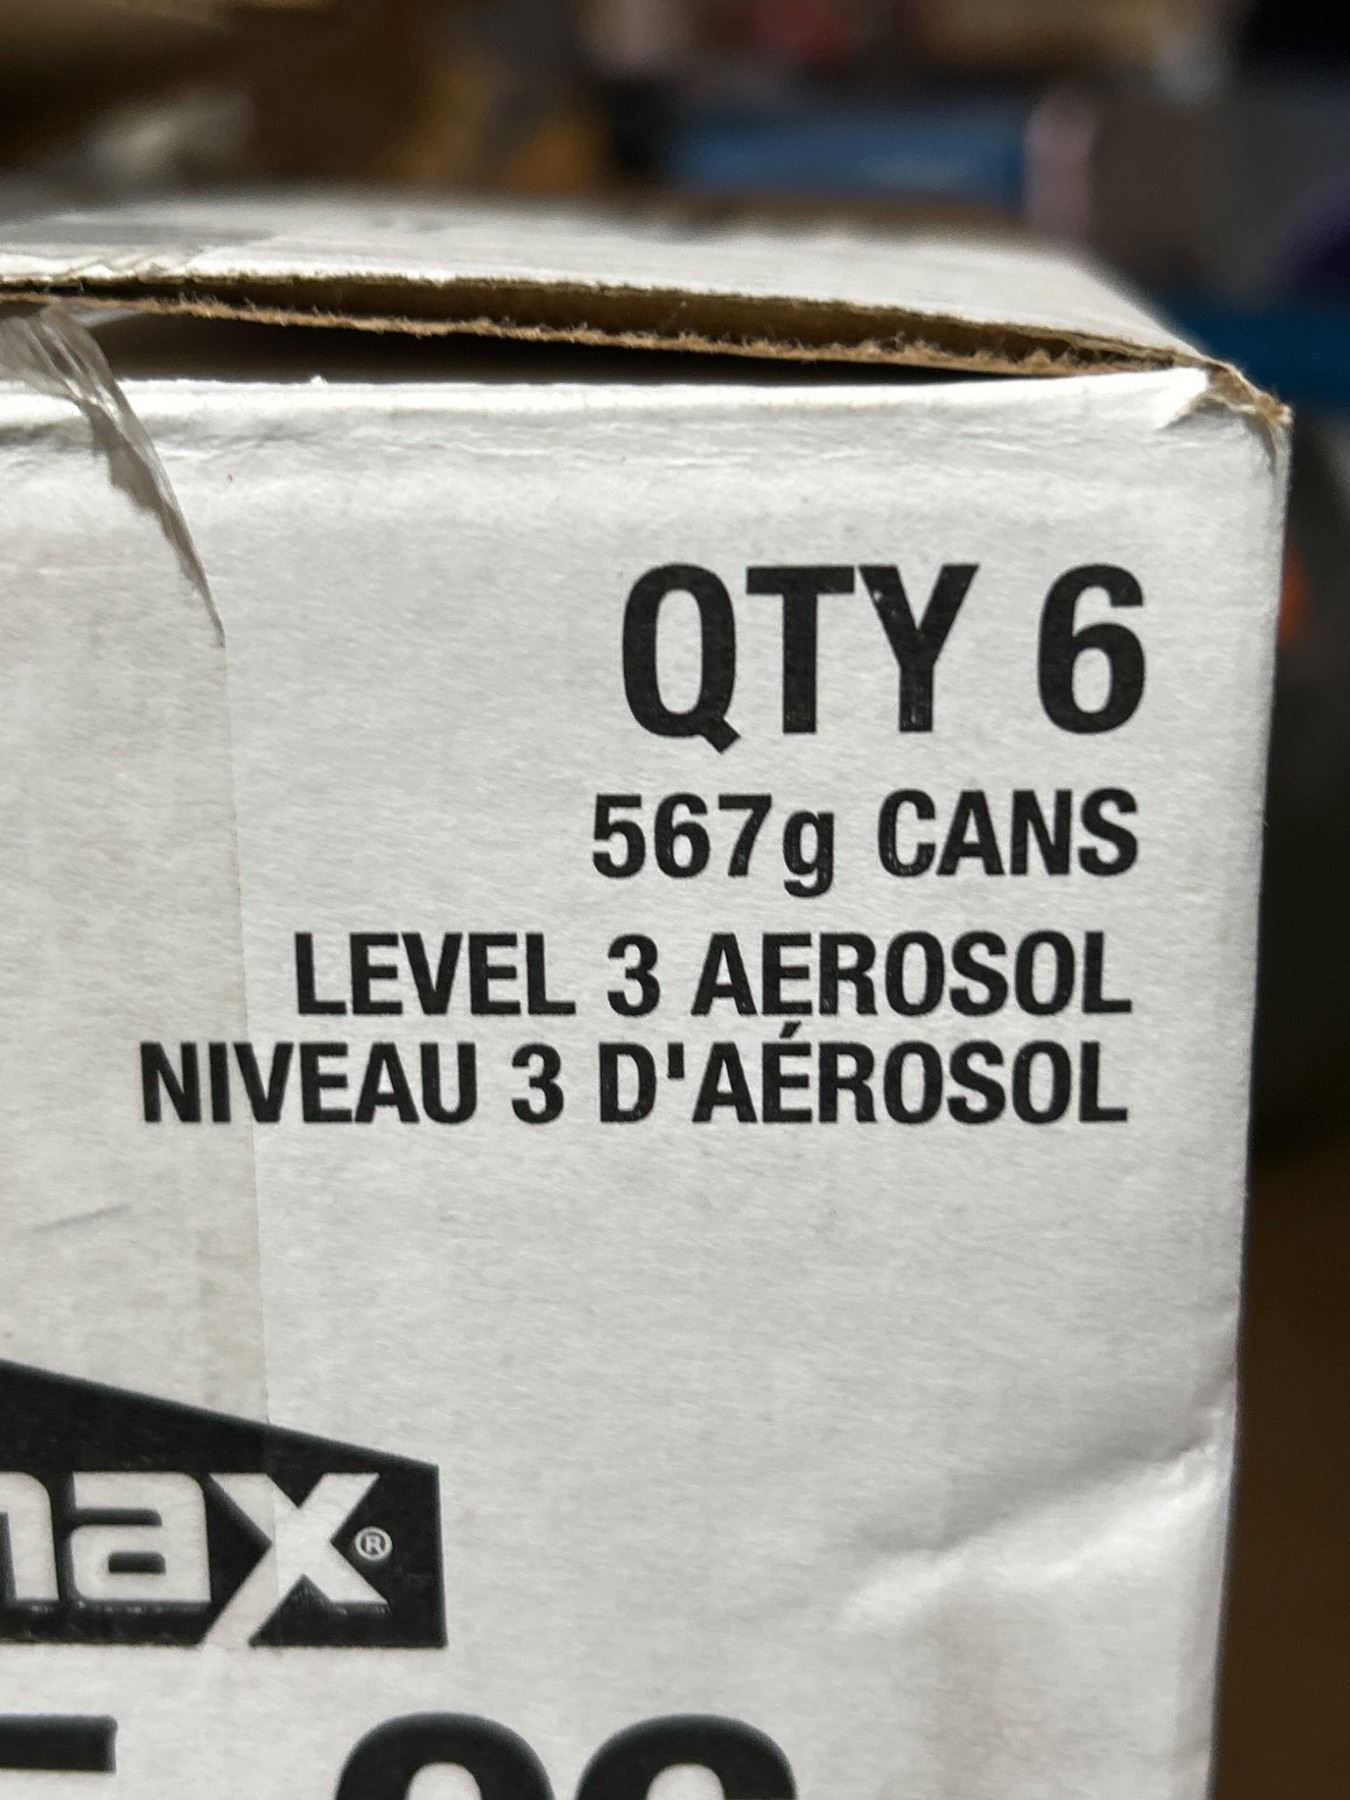 QTY 6
567g CANS
LEVEL 3 AEROSOL
NIVEAU 3 D'AÉROSOL
®